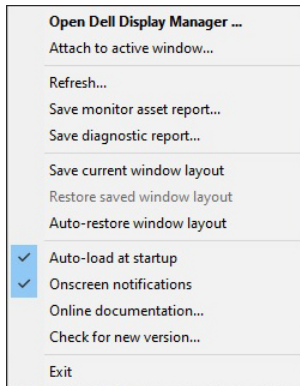 Open Dell Display Manager ...
Attach to active window...
Refresh...
Save monitor asset report...
Save diagnostic report...
Save current window layout
Restore saved window layout
Auto-restore window layout
Auto-load at startup
Onscreen notifications
Online documentation...
Check for new version...
Exit